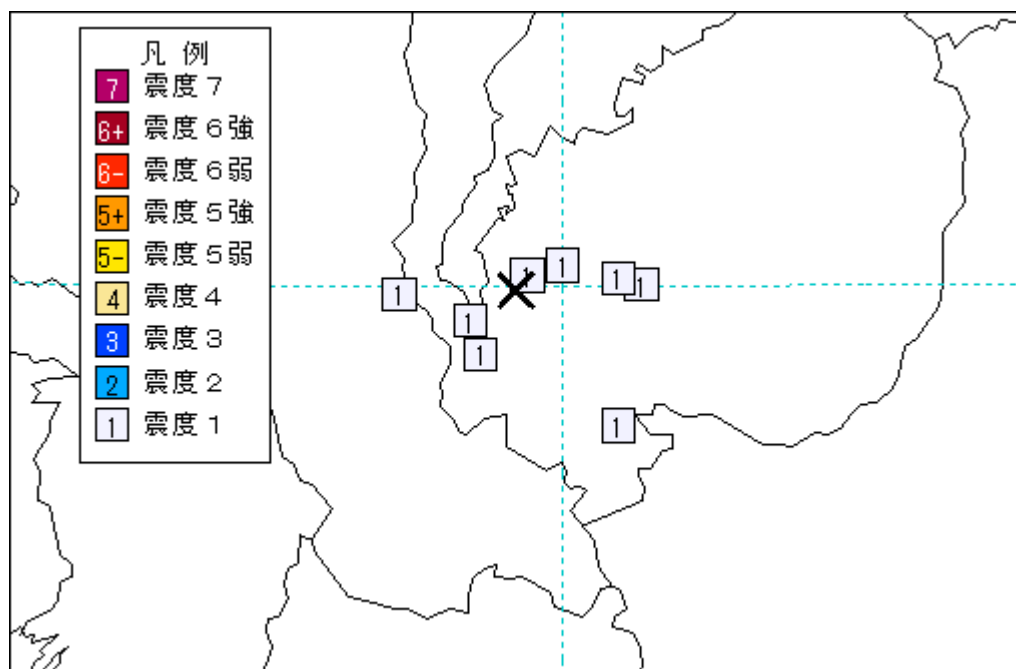 凡 例
7 震度７
6+ 震度６強
6- 震度６弱
5+ 震度５強
5- 震度５弱
4 震度４
3 震度３
2 震度２
1 震度１
1
1
1
1
1
1
1
1